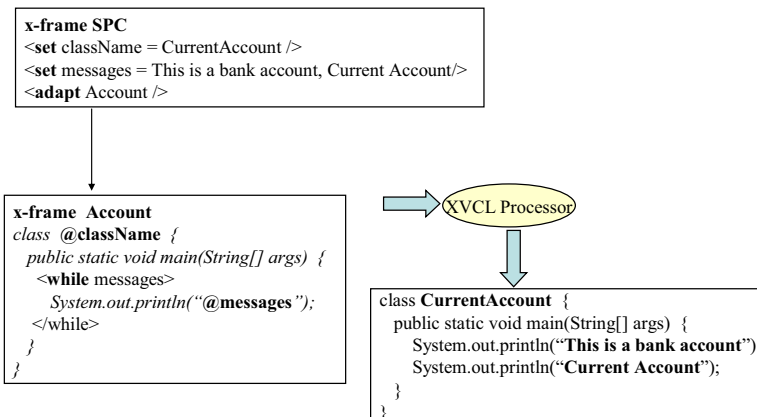 x-frame SPC
<set className = CurrentAccount />
<set messages = This is a bank account, Current Account/>
<adapt Account />
x-frame Account
class @className {
public static void main(String[] args) {
<while messages>
System.out.println(“@messages”);
</while>
}
}
XVCL Processor
class CurrentAccount {
public static void main(String[] args) {
System.out.println(“This is a bank account”)
System.out.println(“Current Account”);
}
}